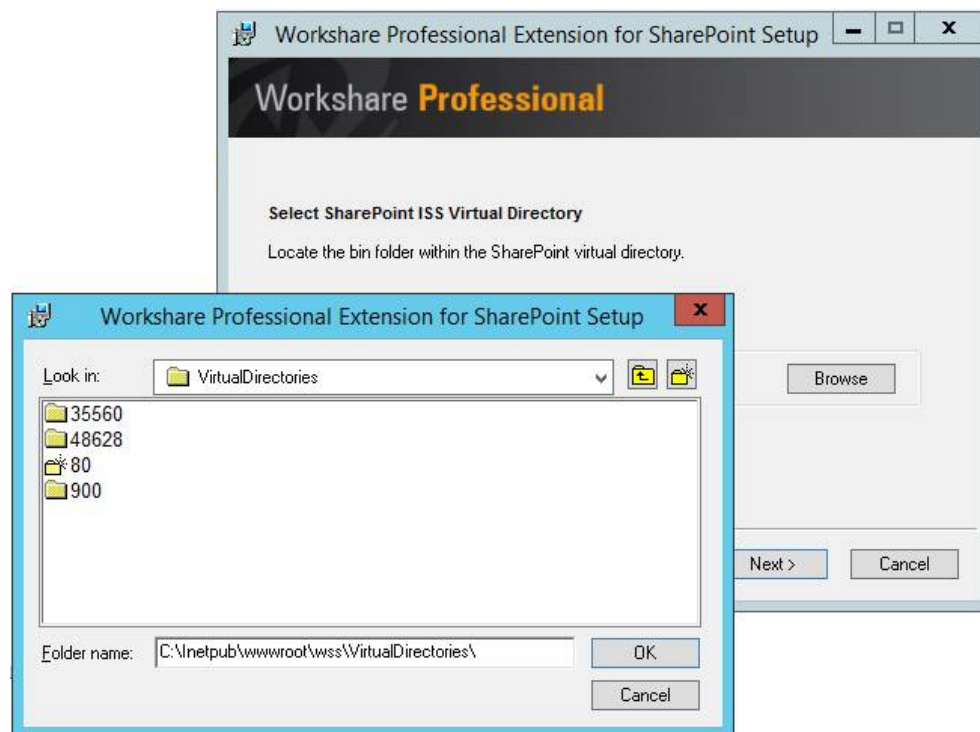 Workshare Professional Extension for SharePoint Setup
Workshare Professional
Select SharePoint ISS Virtual Directory
Locate the bin folder within the SharePoint virtual directory.
Browse
Next >
Cancel
Workshare Professional Extension for SharePoint Setup
Look in:
VirtualDirectories
35560
48628
80
900
Folder name:
C:\Inetpub\wwwroot\wss\VirtualDirectories\
OK
Cancel